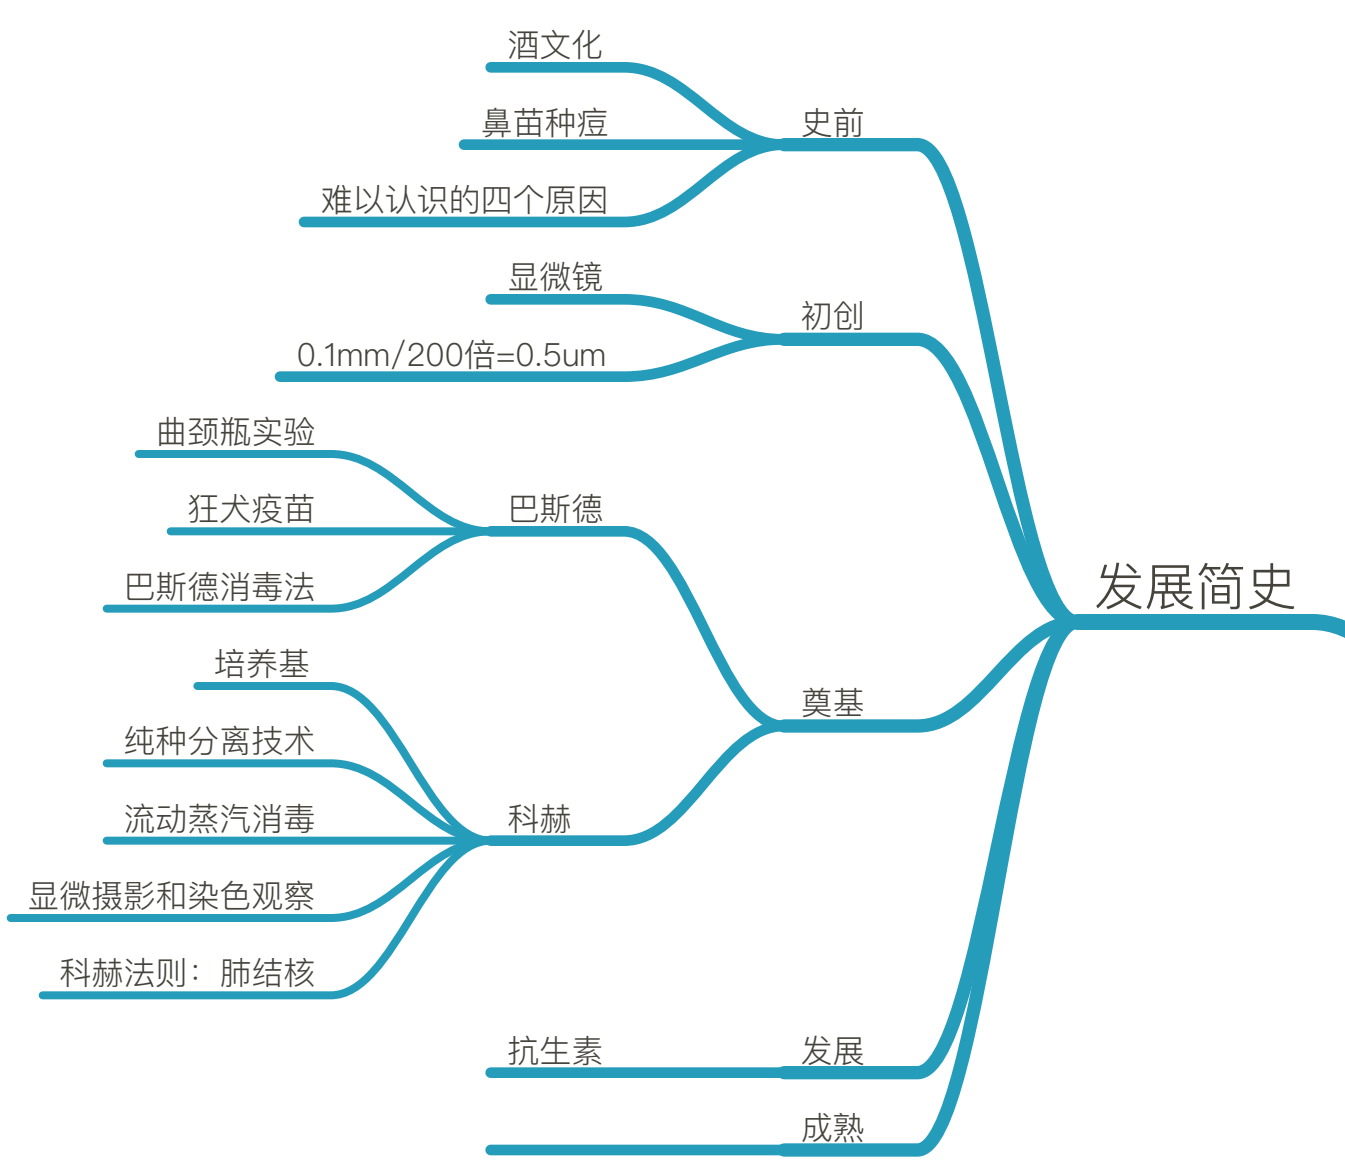 酒文化
鼻苗种痘
史前
难以认识的四个原因
显微镜
初创
0.1mm/200倍=0.5um
曲颈瓶实验
狂犬疫苗
巴斯德
巴斯德消毒法
发展简史
培养基
奠基
纯种分离技术
流动蒸汽消毒
科赫
显微摄影和染色观察
科赫法则：肺结核
抗生素
发展
成熟